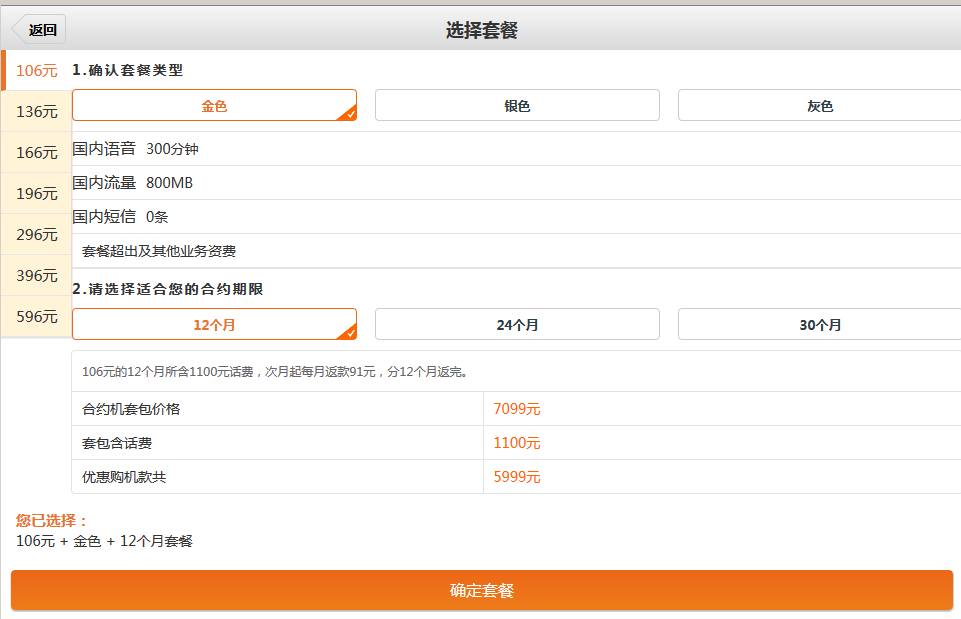 返回
选择套餐
106元
136元
166元
196元
296元
396元
596元
1.确认套餐类型
金色 银色 灰色
国内语音 300分钟
国内流量 800MB
国内短信 0条
套餐超出及其他业务资费
2.请选择适合您的合约期限
12个月 24个月 30个月
106元的12个月所含1100元话费，次月起每月返款91元，分12个月返完。
合约机套包价格 7099元
套包含话费 1100元
优惠购机款共 5999元
您已选择：
106元 + 金色 + 12个月套餐
确定套餐